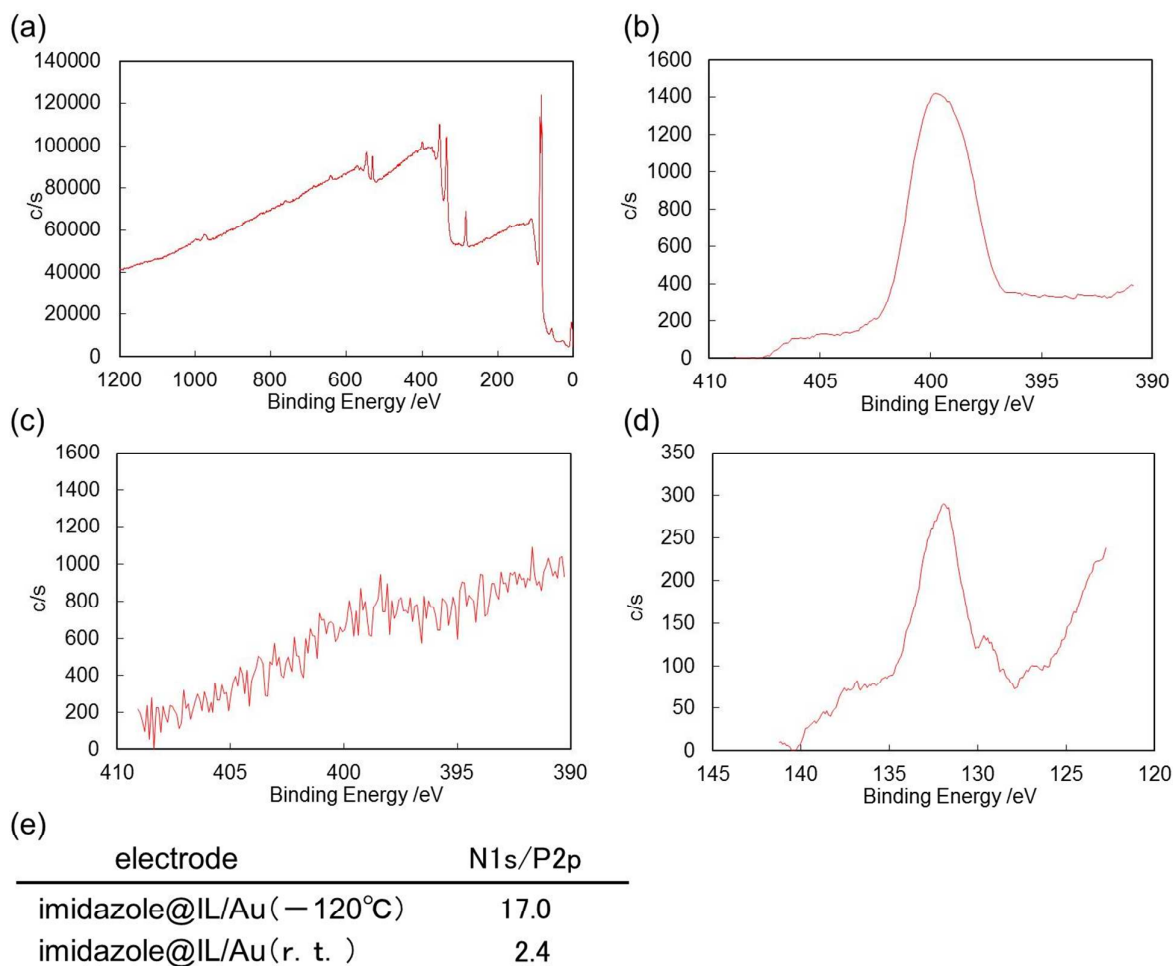 (a)
140000
120000
100000
80000
60000
40000
20000
0
c/s
1200 1000 800 600 400 200 0
Binding Energy /eV
(b)
1600
1400
1200
1000
800
600
400
200
0
c/s
410 405 400 395 390
Binding Energy /eV
(c)
1600
1400
1200
1000
800
600
400
200
0
c/s
410 405 400 395 390
Binding Energy /eV
(d)
350
300
250
200
150
100
50
0
c/s
145 140 135 130 125 120
Binding Energy /eV
(e)
electrode N1s/P2p
imidazole@IL/Au(－120℃) 17.0
imidazole@IL/Au(r. t. ) 2.4